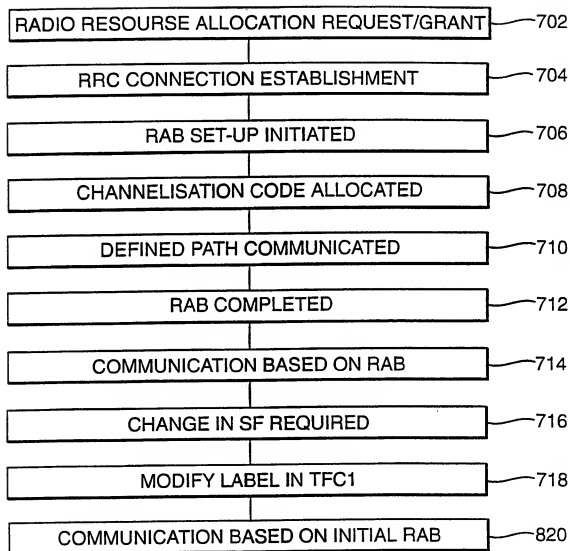 RADIO RESOURSE ALLOCATION REQUEST/GRANT 702
RRC CONNECTION ESTABLISHMENT 704
RAB SET-UP INITIATED 706
CHANNELISATION CODE ALLOCATED 708
DEFINED PATH COMMUNICATED 710
RAB COMPLETED 712
COMMUNICATION BASED ON RAB 714
CHANGE IN SF REQUIRED 716
MODIFY LABEL IN TFC1 718
COMMUNICATION BASED ON INITIAL RAB 820